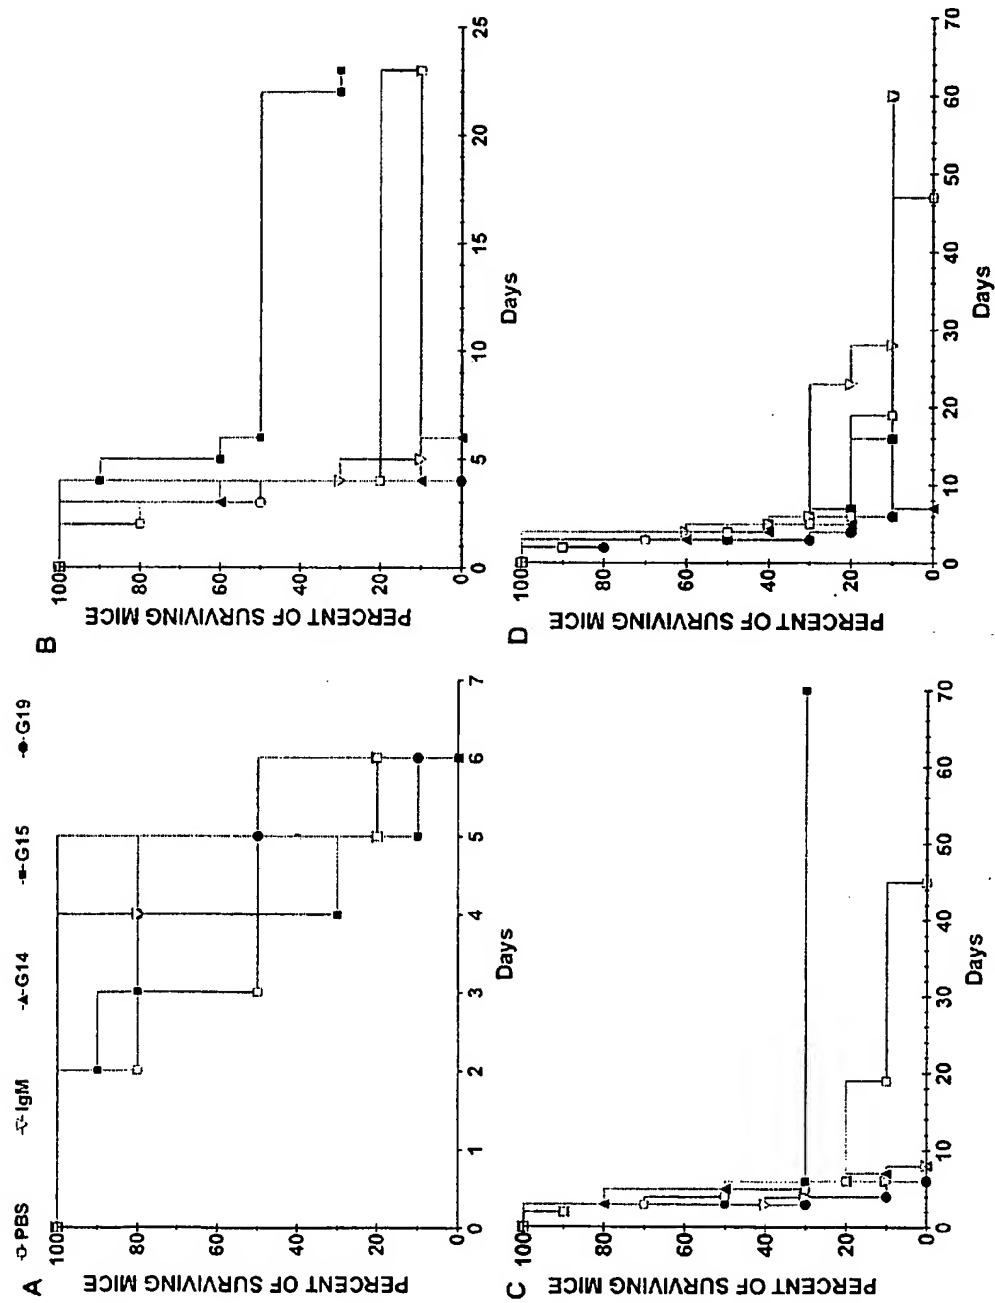 PBS IgM G14 G15 G19
A
PERCENT OF SURVIVING MICE
100 80 60 40 20 0
0 1 2 3 4 5 6 7
Days
B
PERCENT OF SURVIVING MICE
100 80 60 40 20 0
0 5 10 15 20 25
Days
C
PERCENT OF SURVIVING MICE
100 80 60 40 20 0
0 10 20 30 40 50 60 70
Days
D
PERCENT OF SURVIVING MICE
100 80 60 40 20 0
0 10 20 30 40 50 60 70
Days